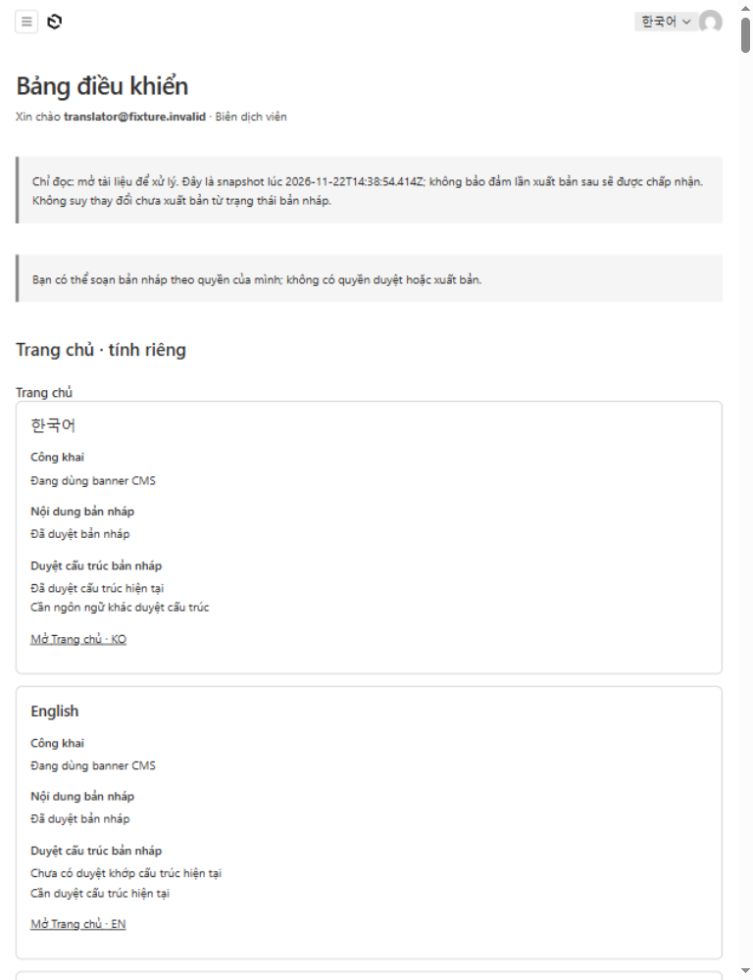 한국어
Bảng điều khiển
Xin chào translator@fixture.invalid · Biên dịch viên
Chỉ đọc: mở tài liệu để xử lý. Đây là snapshot lúc 2026-11-22T14:38:54.414Z; không bảo đảm lần xuất bản sau sẽ được chấp nhận.
Không suy thay đổi chưa xuất bản từ trạng thái bản nháp.
Bạn có thể soạn bản nháp theo quyền của mình; không có quyền duyệt hoặc xuất bản.
Trang chủ · tính riêng
Trang chủ
한국어
Công khai
Đang dùng banner CMS
Nội dung bản nháp
Đã duyệt bản nháp
Duyệt cấu trúc bản nháp
Đã duyệt cấu trúc hiện tại
Cần ngôn ngữ khác duyệt cấu trúc
Mở Trang chủ · KO
English
Công khai
Đang dùng banner CMS
Nội dung bản nháp
Đã duyệt bản nháp
Duyệt cấu trúc bản nháp
Chưa có duyệt khớp cấu trúc hiện tại
Cần duyệt cấu trúc hiện tại
Mở Trang chủ · EN